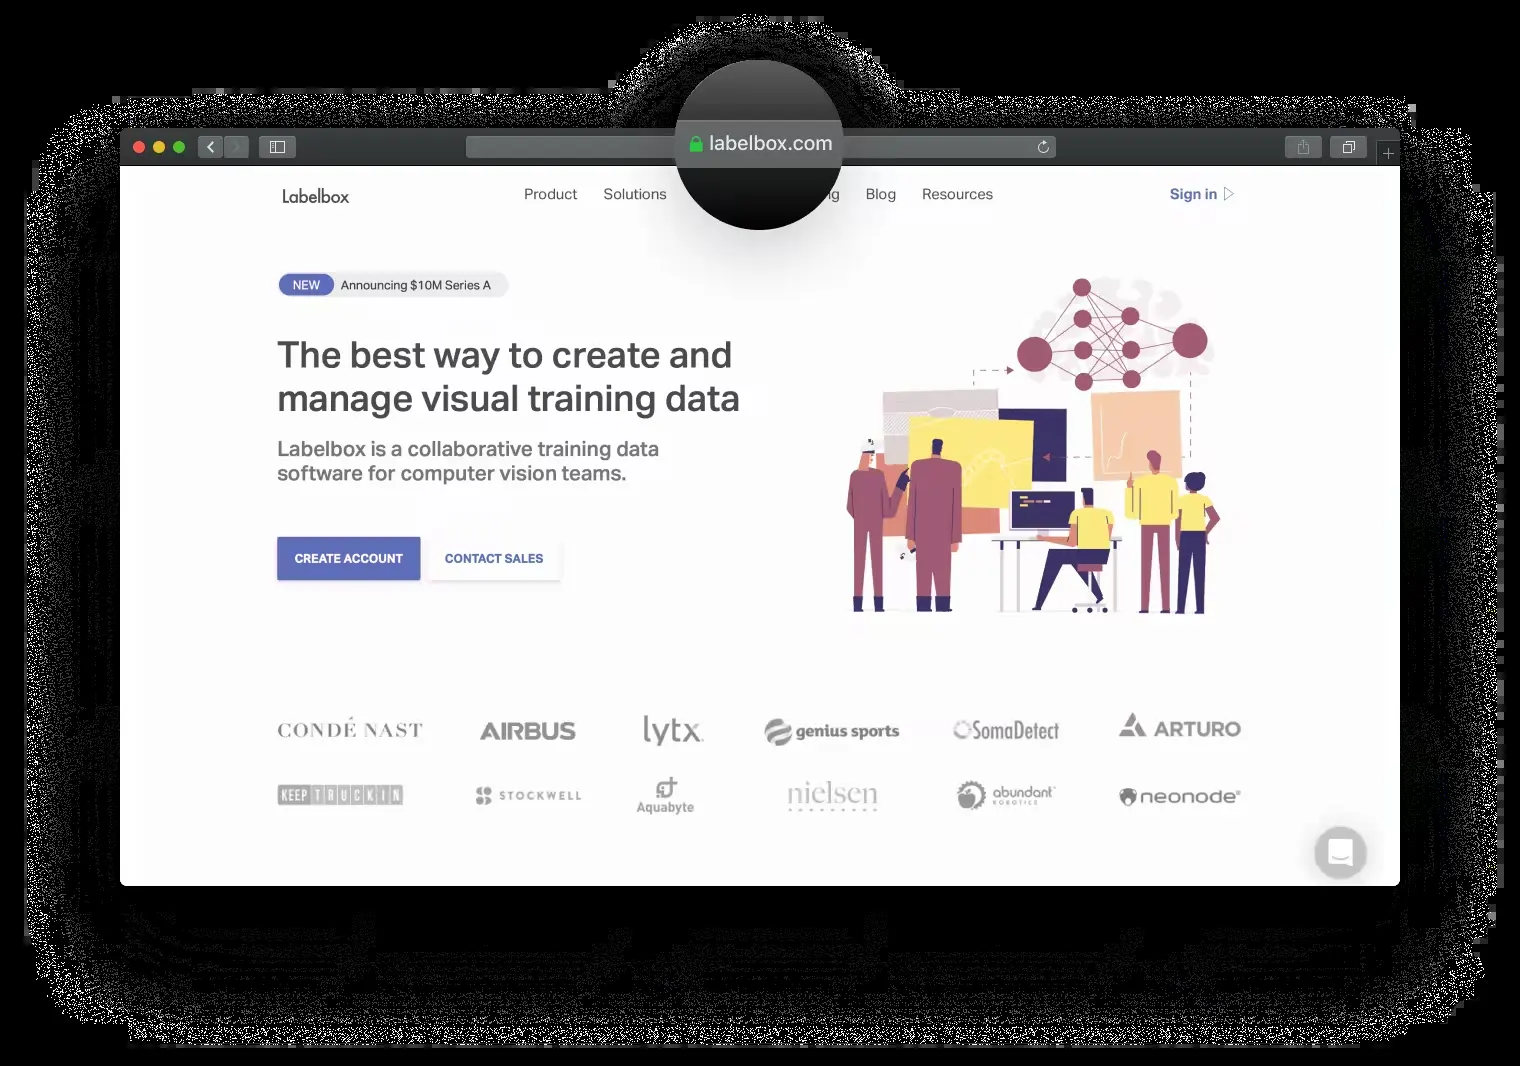 labelbox.com
Labelbox
Product Solutions Blog Resources
Sign in
NEW Announcing $10M Series A
The best way to create and
manage visual training data
Labelbox is a collaborative training data
software for computer vision teams.
CREATE ACCOUNT CONTACT SALES
CONDÉ NAST AIRBUS lytx genius sports SomaDetect ARTURO
KEEP TRUCKIN STOCKWELL Aquabyte nielsen abundant ROBOTICS neonode